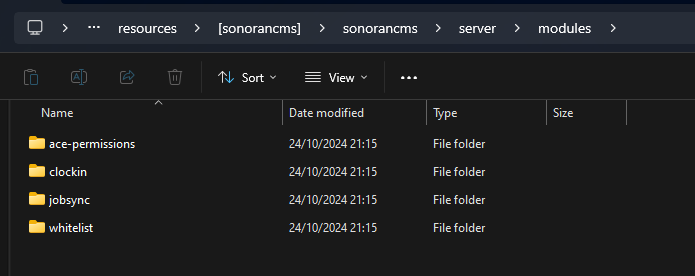 ... resources > [sonorancms] > sonorancms > server > modules >
Sort View ...
Name Date modified Type Size
ace-permissions 24/10/2024 21:15 File folder
clockin 24/10/2024 21:15 File folder
jobsync 24/10/2024 21:15 File folder
whitelist 24/10/2024 21:15 File folder